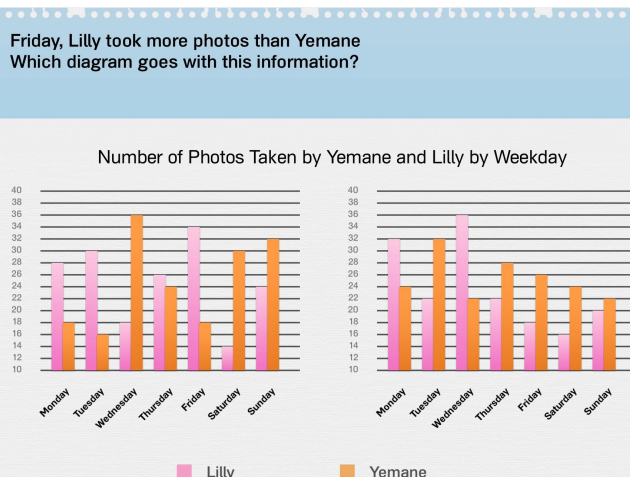 Friday, Lilly took more photos than Yemane
Which diagram goes with this information?
Number of Photos Taken by Yemane and Lilly by Weekday
40
38
36
34
32
30
28
26
24
22
20
18
16
14
12
10
Monday
Tuesday
Wednesday
Thursday
Friday
Saturday
Sunday
40
38
36
34
32
30
28
26
24
22
20
18
16
14
12
10
Monday
Tuesday
Wednesday
Thursday
Friday
Saturday
Sunday
Lilly
Yemane